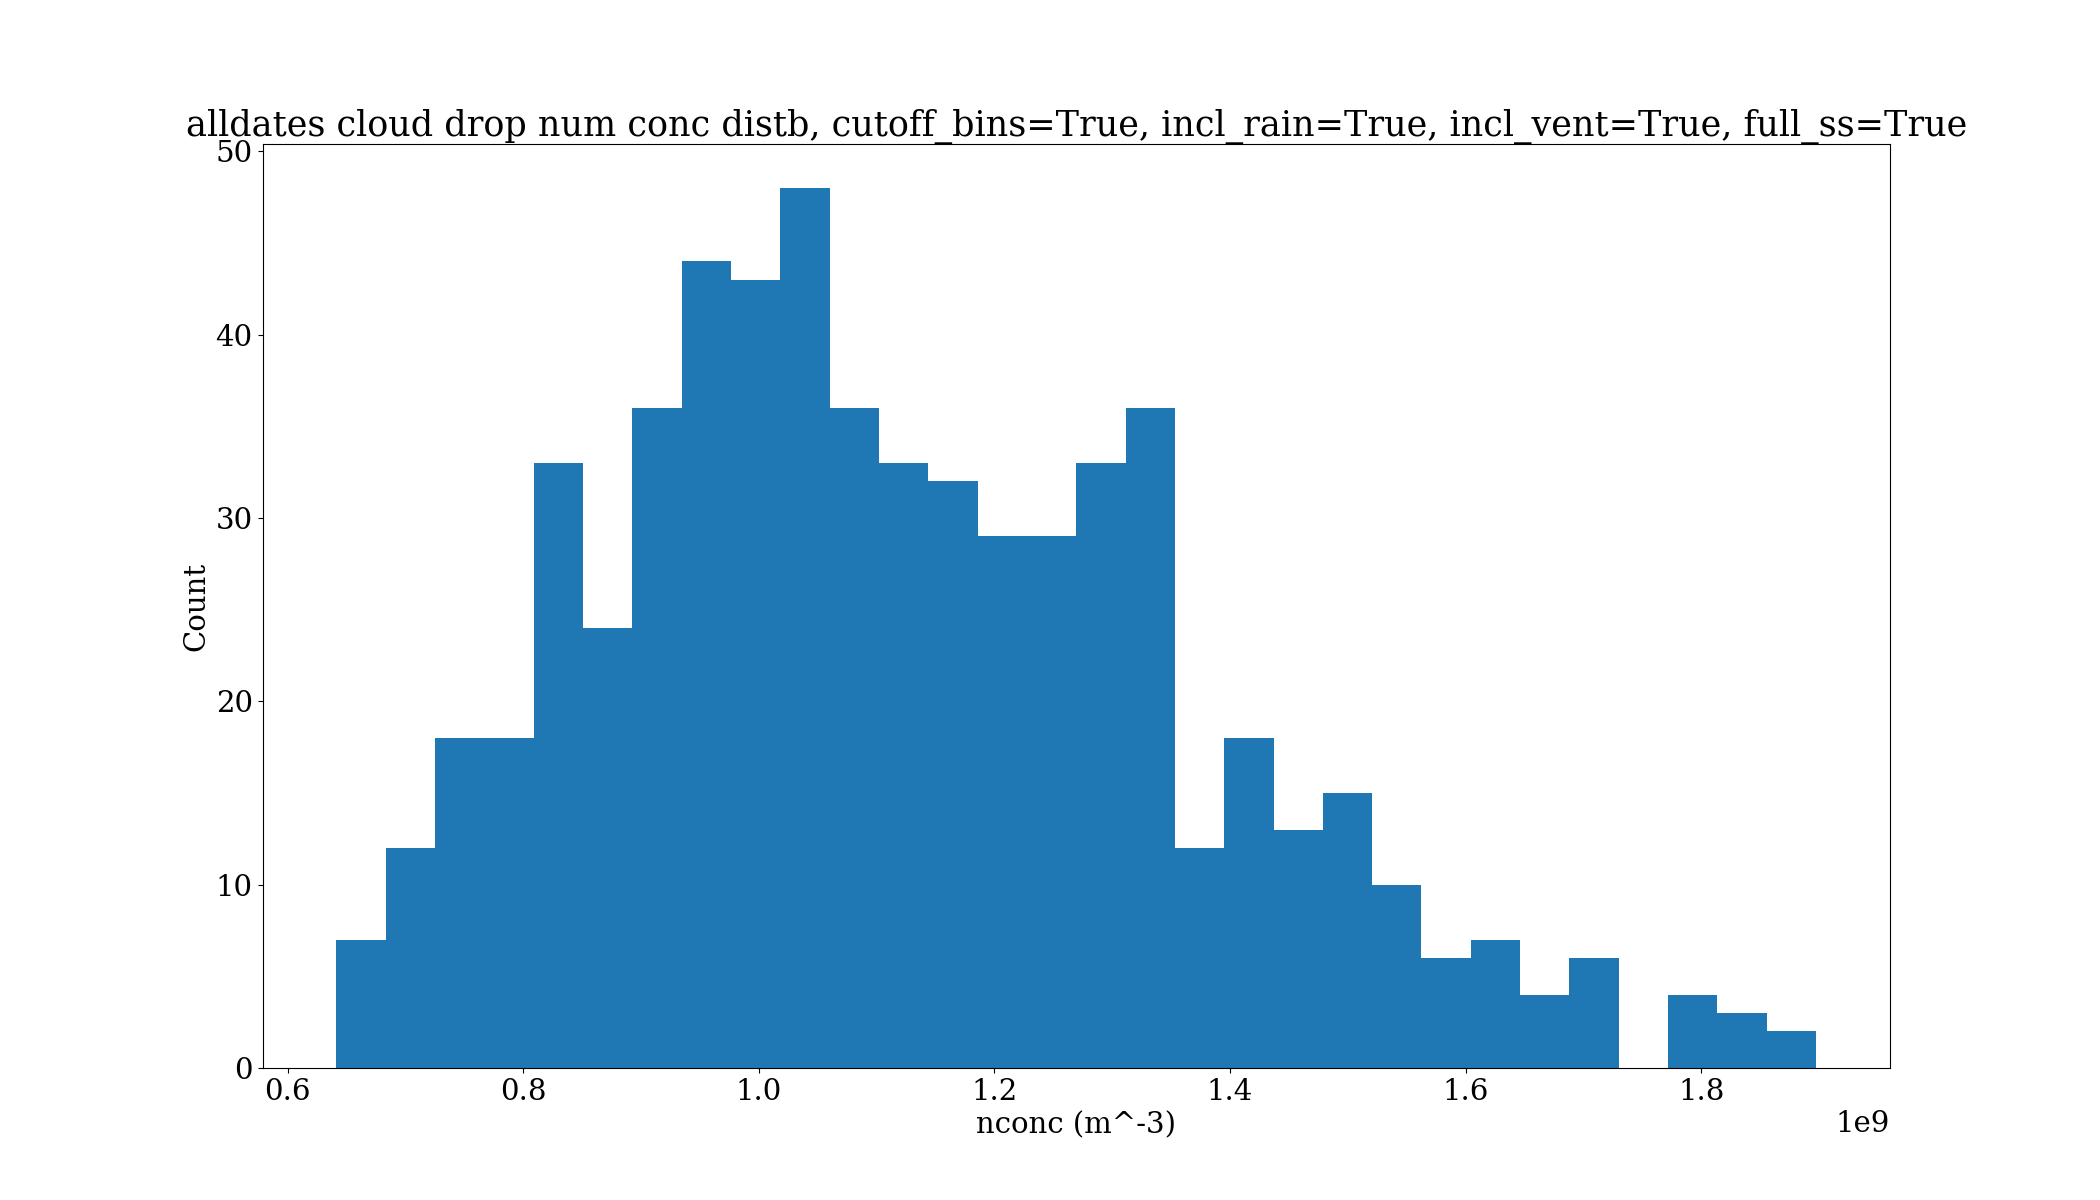 alldates cloud drop num conc distb, cutoff_bins=True, incl_rain=True, incl_vent=True, full_ss=True
50
40
30
20
10
0
Count
0.6 0.8 1.0 1.2 1.4 1.6 1.8
nconc (m^-3)
1e9